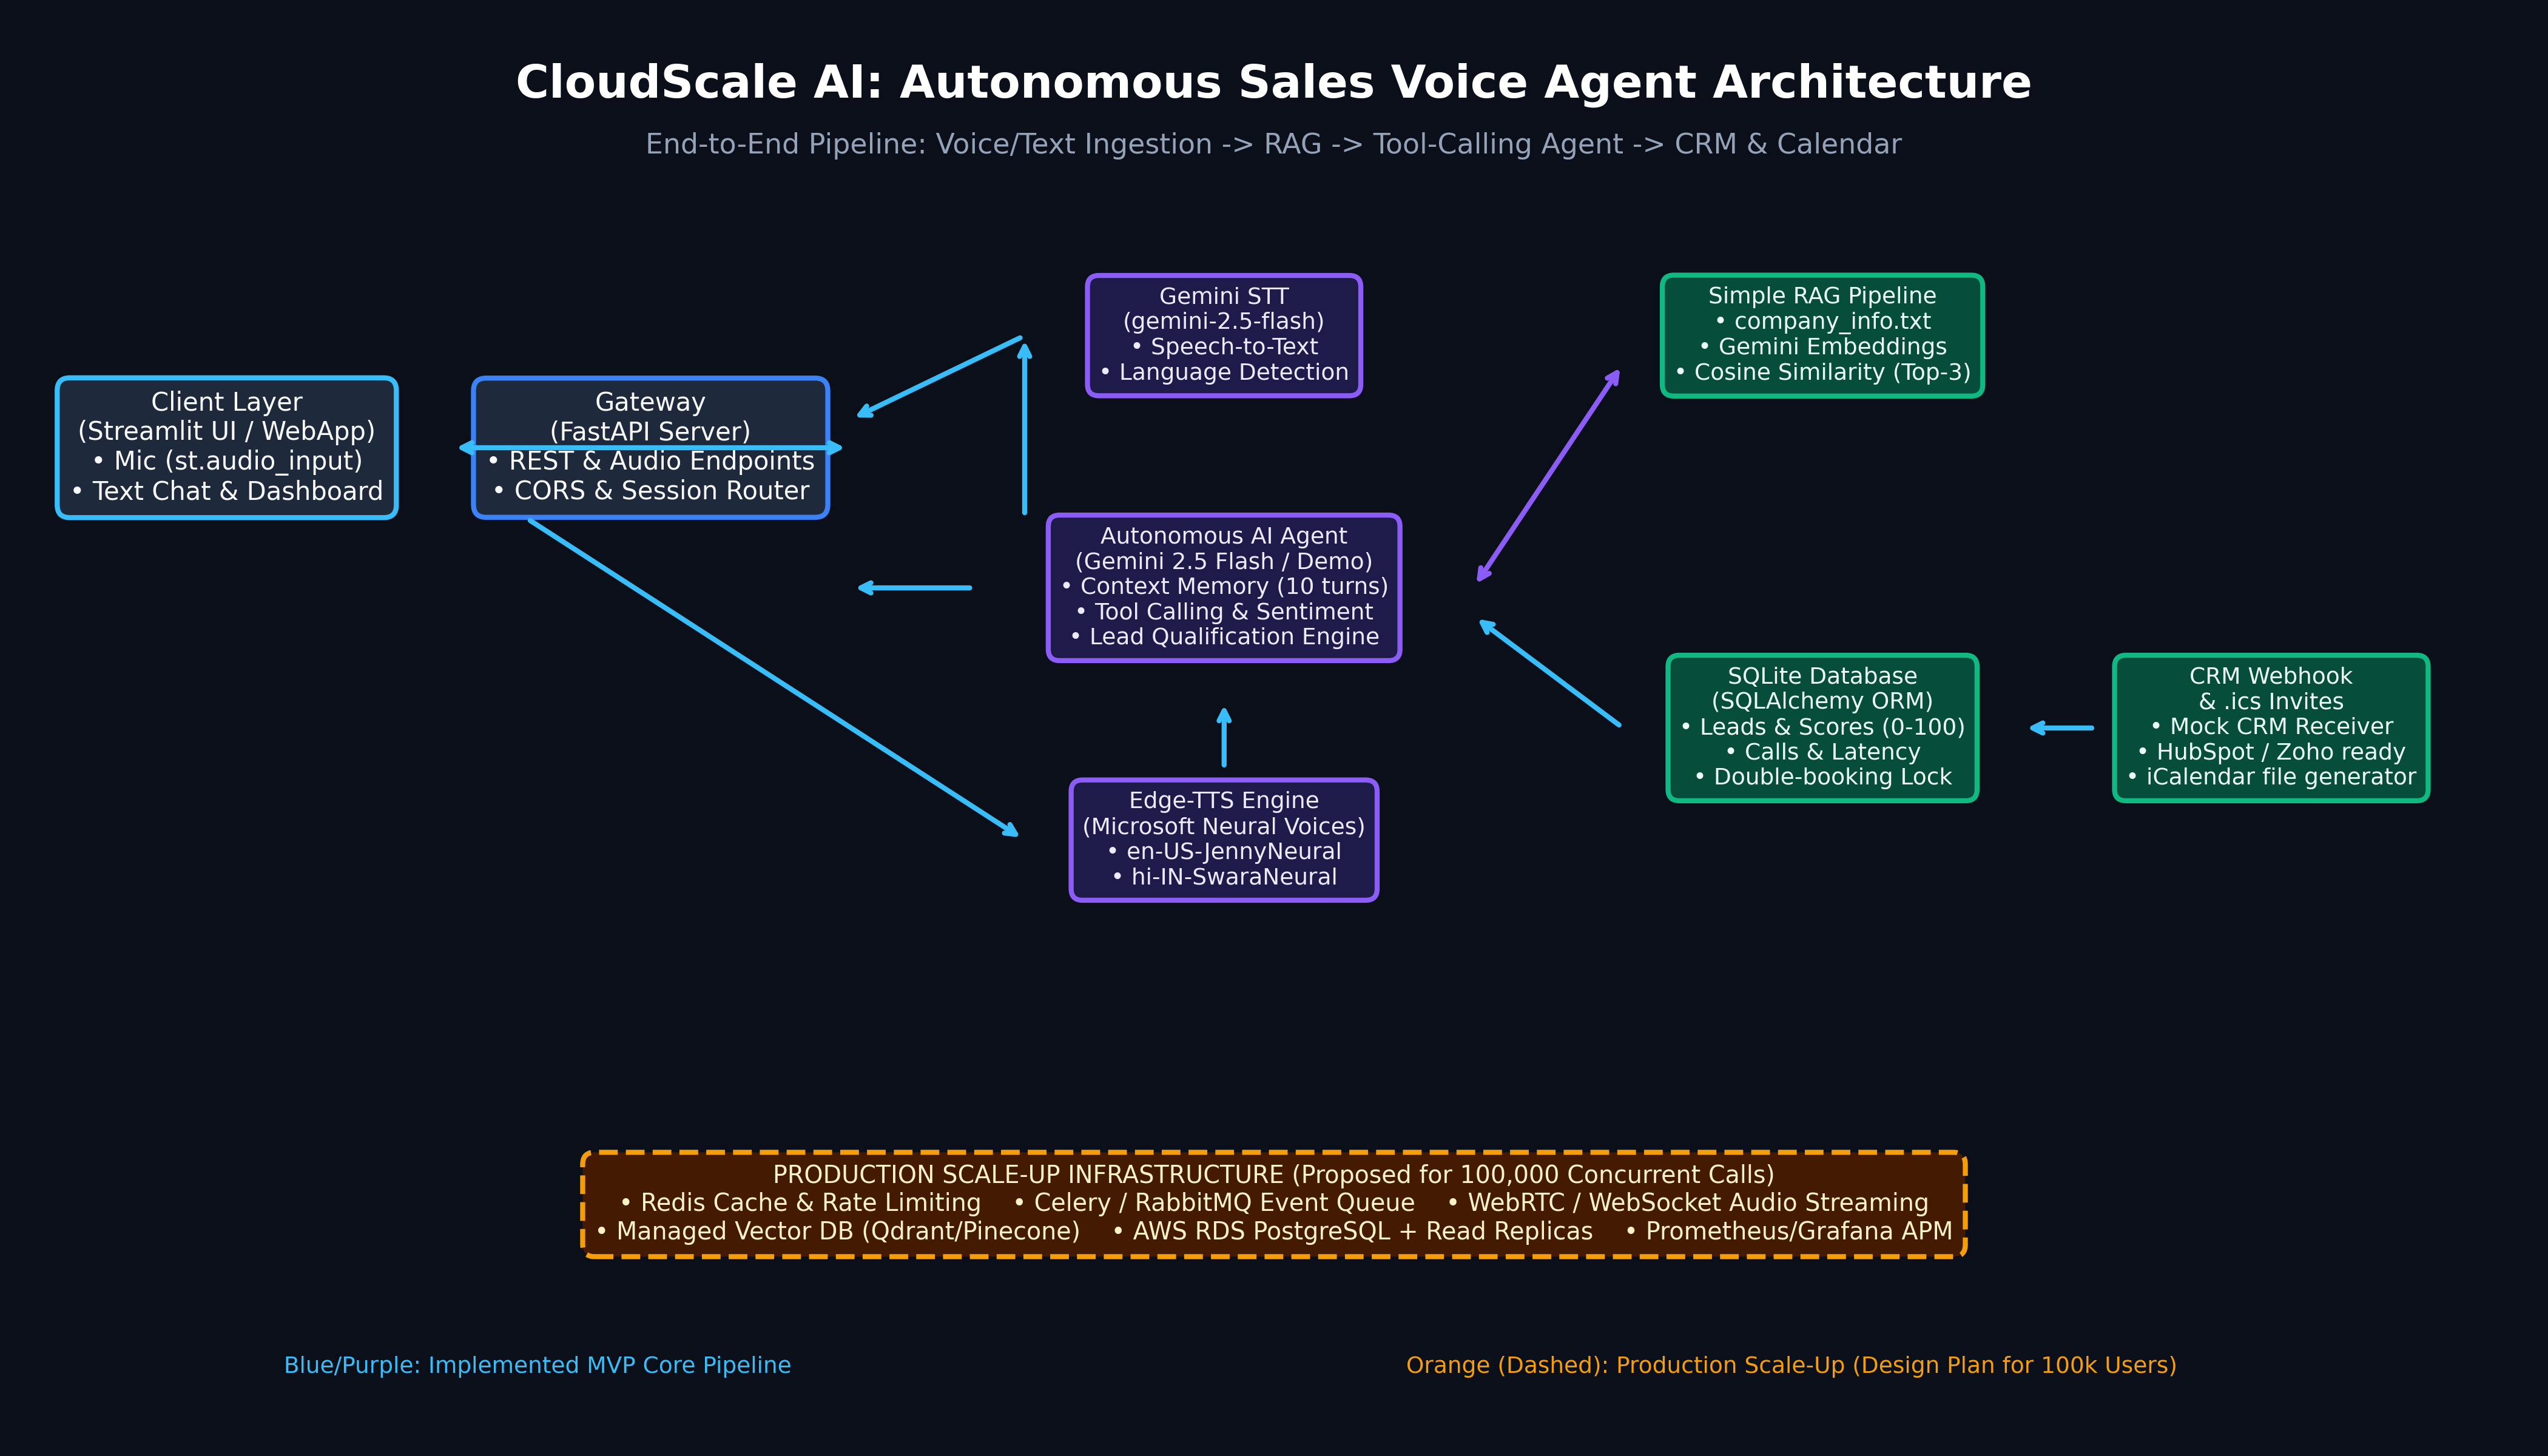 CloudScale AI: Autonomous Sales Voice Agent Architecture
End-to-End Pipeline: Voice/Text Ingestion -> RAG -> Tool-Calling Agent -> CRM & Calendar
Client Layer
(Streamlit UI / WebApp)
• Mic (st.audio_input)
• Text Chat & Dashboard
Gateway
(FastAPI Server)
• REST & Audio Endpoints
• CORS & Session Router
Gemini STT
(gemini-2.5-flash)
• Speech-to-Text
• Language Detection
Simple RAG Pipeline
• company_info.txt
• Gemini Embeddings
• Cosine Similarity (Top-3)
Autonomous AI Agent
(Gemini 2.5 Flash / Demo)
• Context Memory (10 turns)
• Tool Calling & Sentiment
• Lead Qualification Engine
SQLite Database
(SQLAlchemy ORM)
• Leads & Scores (0-100)
• Calls & Latency
• Double-booking Lock
CRM Webhook
& .ics Invites
• Mock CRM Receiver
• HubSpot / Zoho ready
• iCalendar file generator
Edge-TTS Engine
(Microsoft Neural Voices)
• en-US-JennyNeural
• hi-IN-SwaraNeural
PRODUCTION SCALE-UP INFRASTRUCTURE (Proposed for 100,000 Concurrent Calls)
• Redis Cache & Rate Limiting • Celery / RabbitMQ Event Queue • WebRTC / WebSocket Audio Streaming
• Managed Vector DB (Qdrant/Pinecone) • AWS RDS PostgreSQL + Read Replicas • Prometheus/Grafana APM
Blue/Purple: Implemented MVP Core Pipeline
Orange (Dashed): Production Scale-Up (Design Plan for 100k Users)